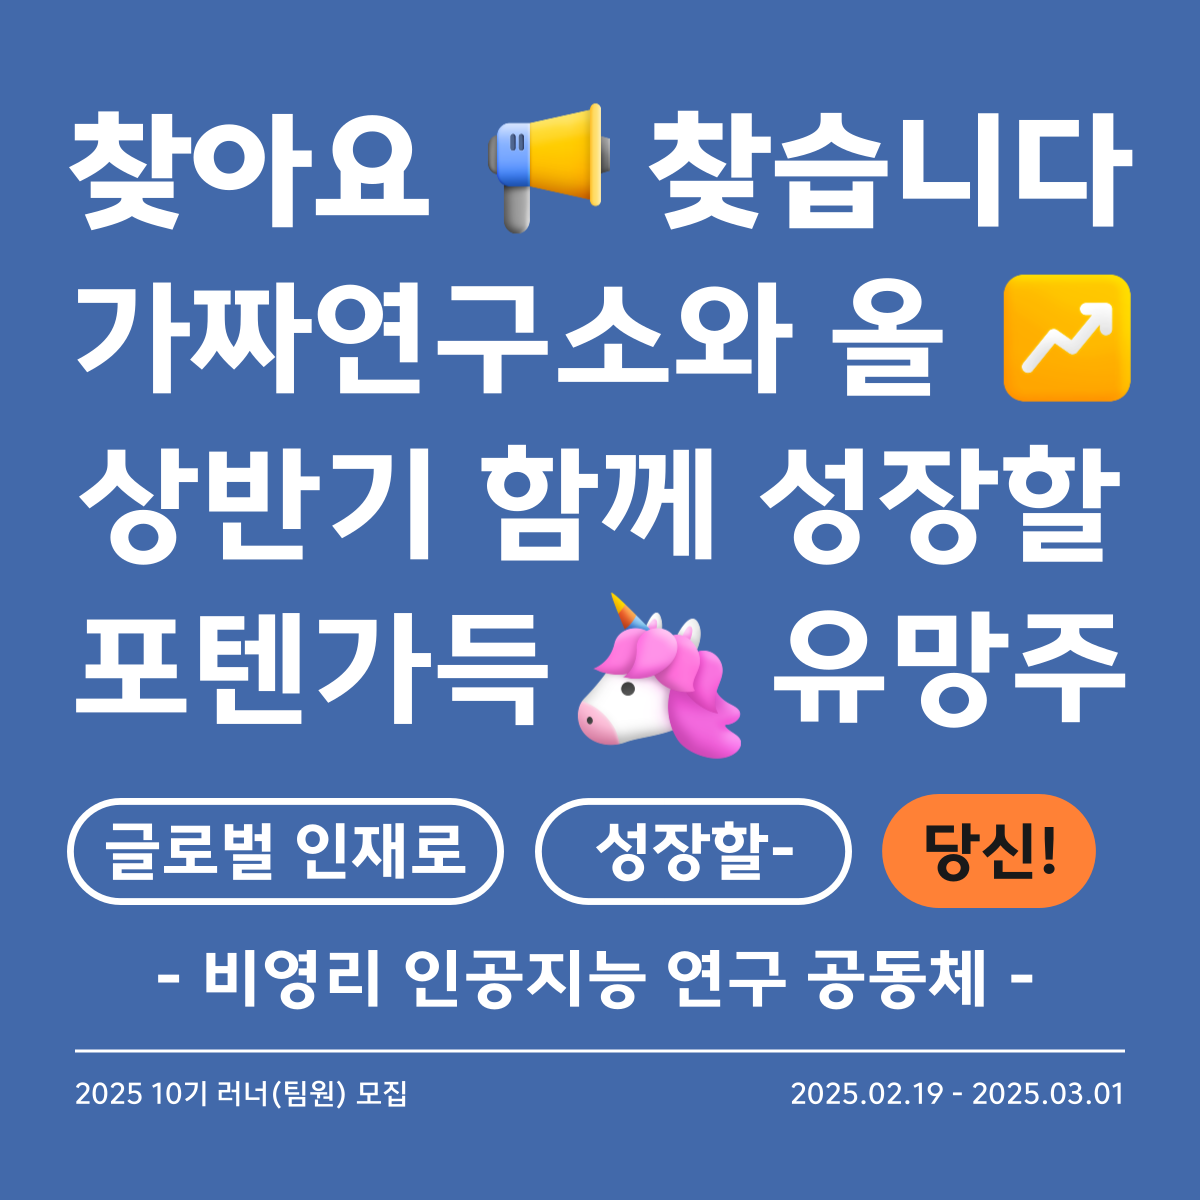 찾아요 📢 찾습니다
가짜연구소와 올 📈
상반기 함께 성장할
포텐가득 🦄 유망주
글로벌 인재로 성장할- 당신!
- 비영리 인공지능 연구 공동체 -
2025 10기 러너(팀원) 모집 2025.02.19 - 2025.03.01